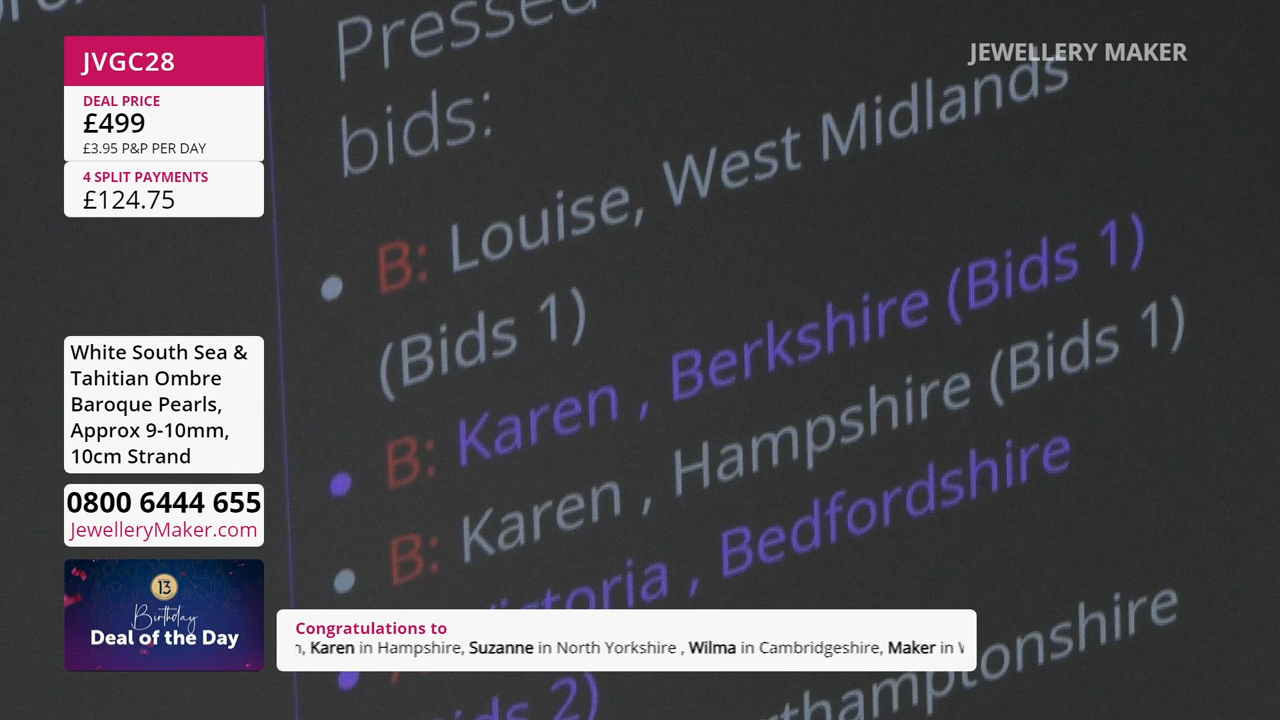 JVGC28
DEAL PRICE
£499
£3.95 P&P PER DAY
4 SPLIT PAYMENTS
£124.75
White South Sea &
Tahitian Ombre
Baroque Pearls,
Approx 9-10mm,
10cm Strand
0800 6444 655
JewelleryMaker.com
13
Birthday
Deal of the Day
JEWELLERY MAKER
Pressed
bids:
B: Louise, West Midlands
(Bids 1)
B: Karen , Berkshire (Bids 1)
B: Karen , Hampshire (Bids 1)
, Bedfordshire
2)
Congratulations to
Karen in Hampshire, Suzanne in North Yorkshire , Wilma in Cambridgeshire, Maker in